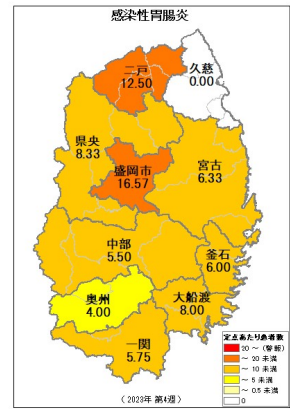 感染性胃腸炎
二戸
12.50
久慈
0.00
県央
8.33
盛岡市
16.57
宮古
6.33
中部
5.50
釜石
6.00
奥州
4.00
大船渡
8.00
一関
5.75
定点あたり患者数
20～（警報）
～ 20 未満
～ 10 未満
～ 5 未満
～ 0.5 未満
0
（2023年 第4週）